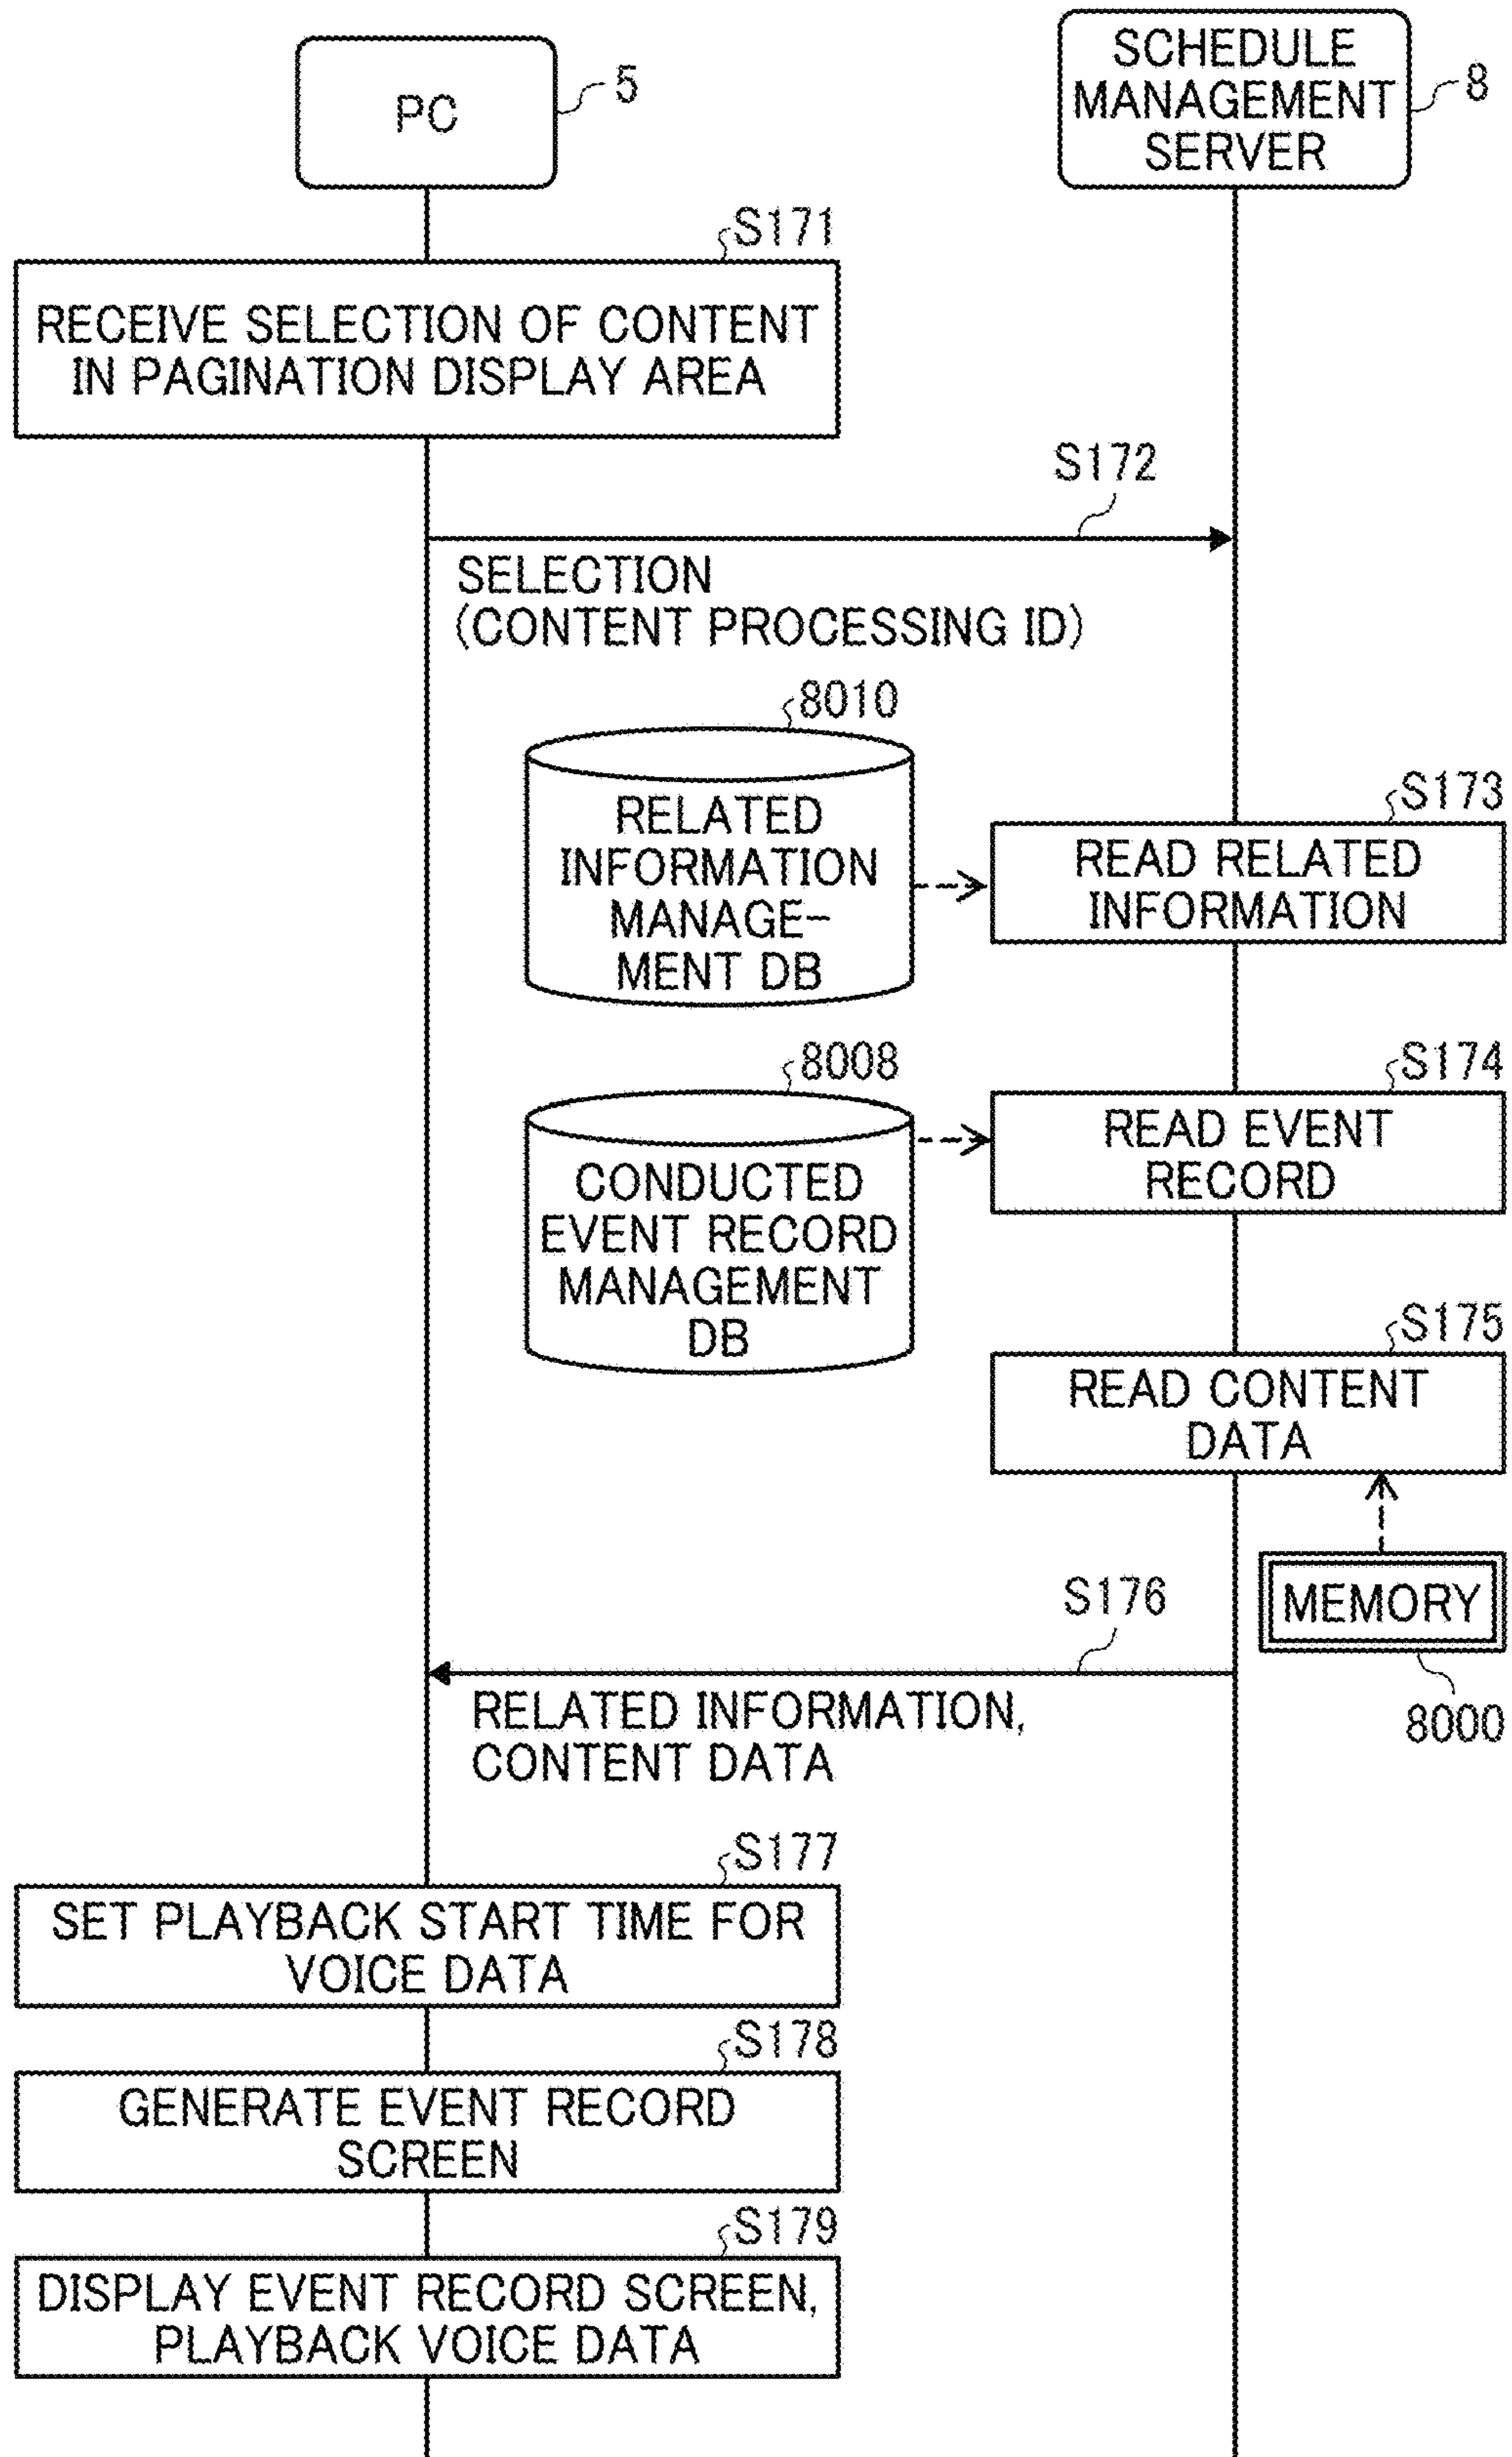 PC
5
SCHEDULE
MANAGEMENT
SERVER
8
S171
RECEIVE SELECTION OF CONTENT
IN PAGINATION DISPLAY AREA
S172
SELECTION
(CONTENT PROCESSING ID)
8010
RELATED
INFORMATION
MANAGE-
MENT DB
S173
READ RELATED
INFORMATION
8008
CONDUCTED
EVENT RECORD
MANAGEMENT
DB
S174
READ EVENT
RECORD
S175
READ CONTENT
DATA
MEMORY
8000
S176
RELATED INFORMATION,
CONTENT DATA
S177
SET PLAYBACK START TIME FOR
VOICE DATA
S178
GENERATE EVENT RECORD
SCREEN
S179
DISPLAY EVENT RECORD SCREEN,
PLAYBACK VOICE DATA